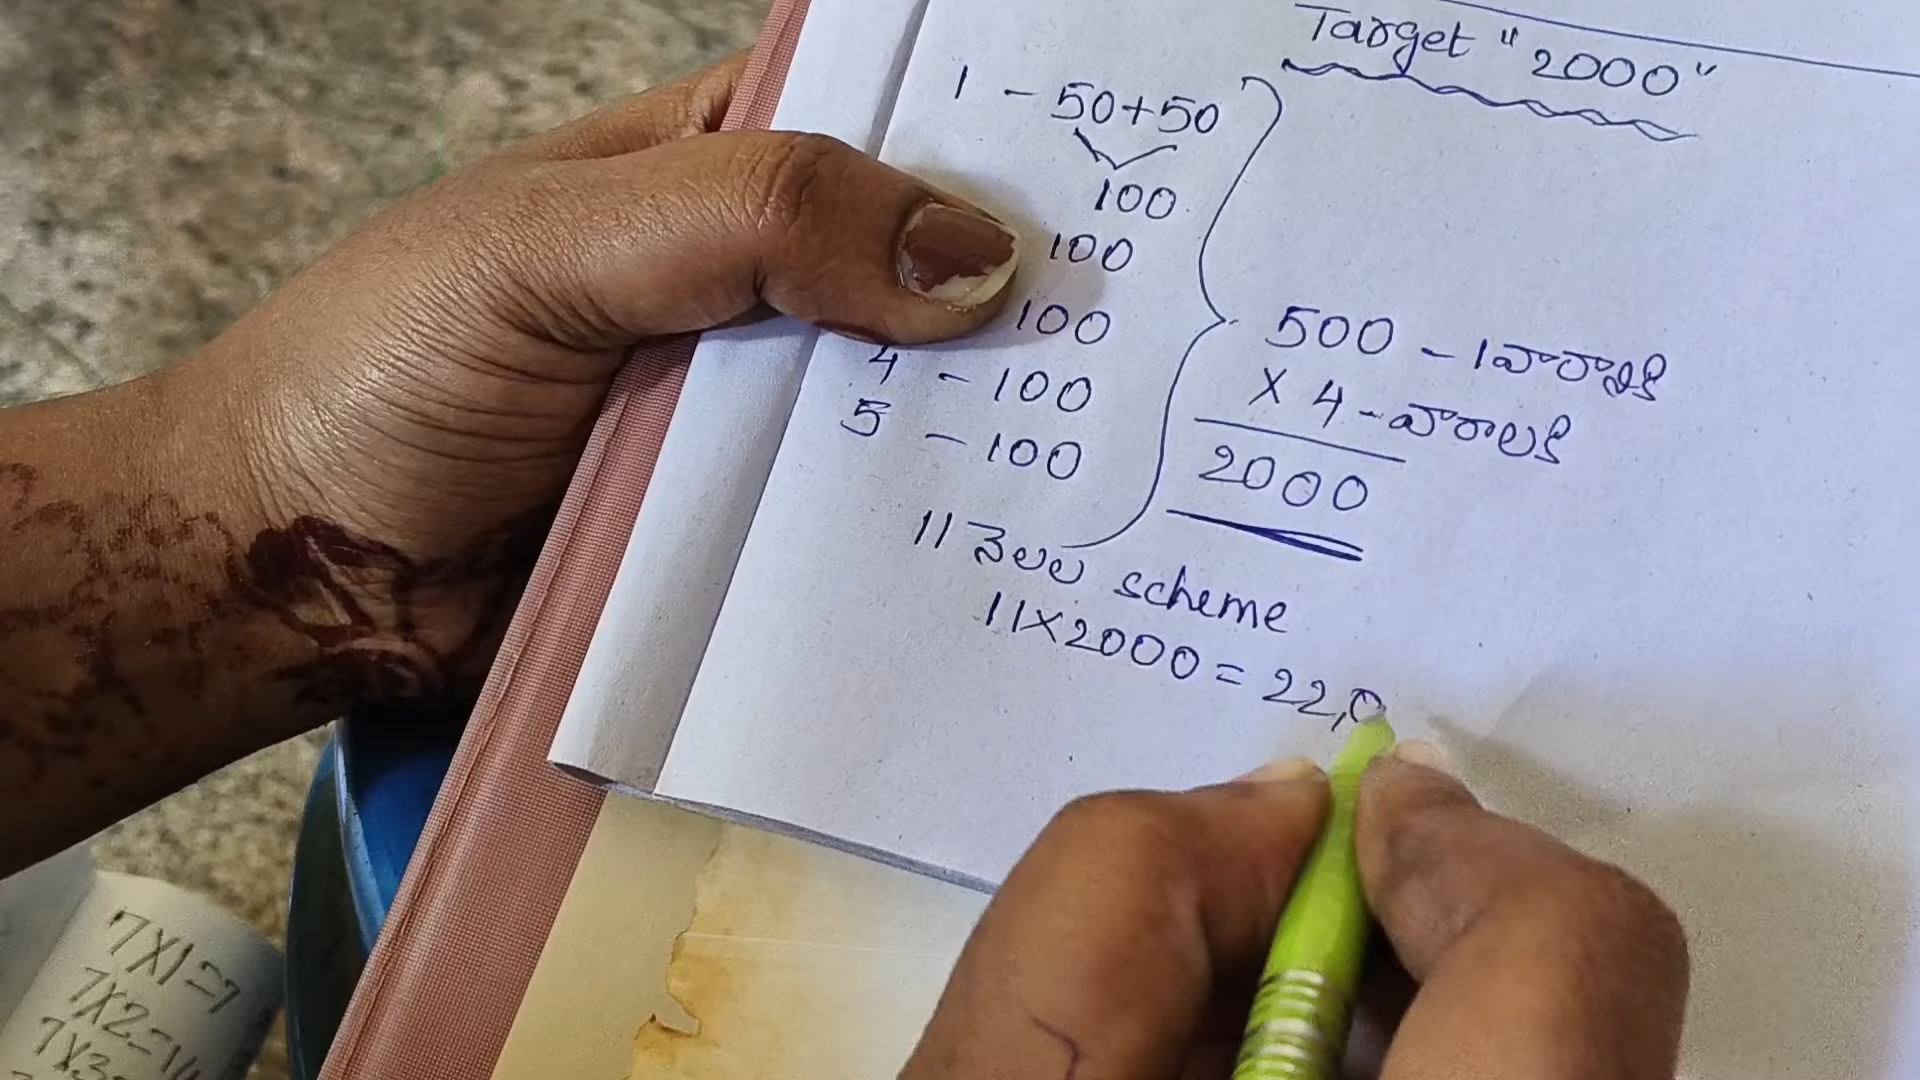 Target "2000"
1 - 50+50
100
100
100
4 - 100
5 - 100
500 - 1వారానికి
X 4 - వారాలకి
2000
11 నెలల scheme
11X2000 = 22,0
7X1=7
7X2=14
7X3=